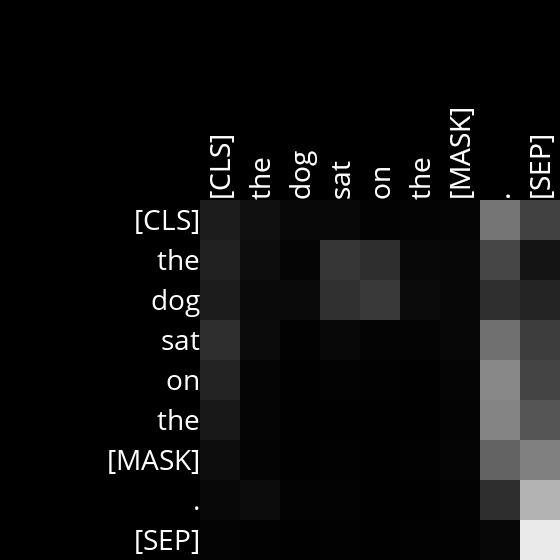 [CLS] the dog sat on the [MASK] . [SEP]
[CLS]
the
dog
sat
on
the
[MASK]
.
[SEP]